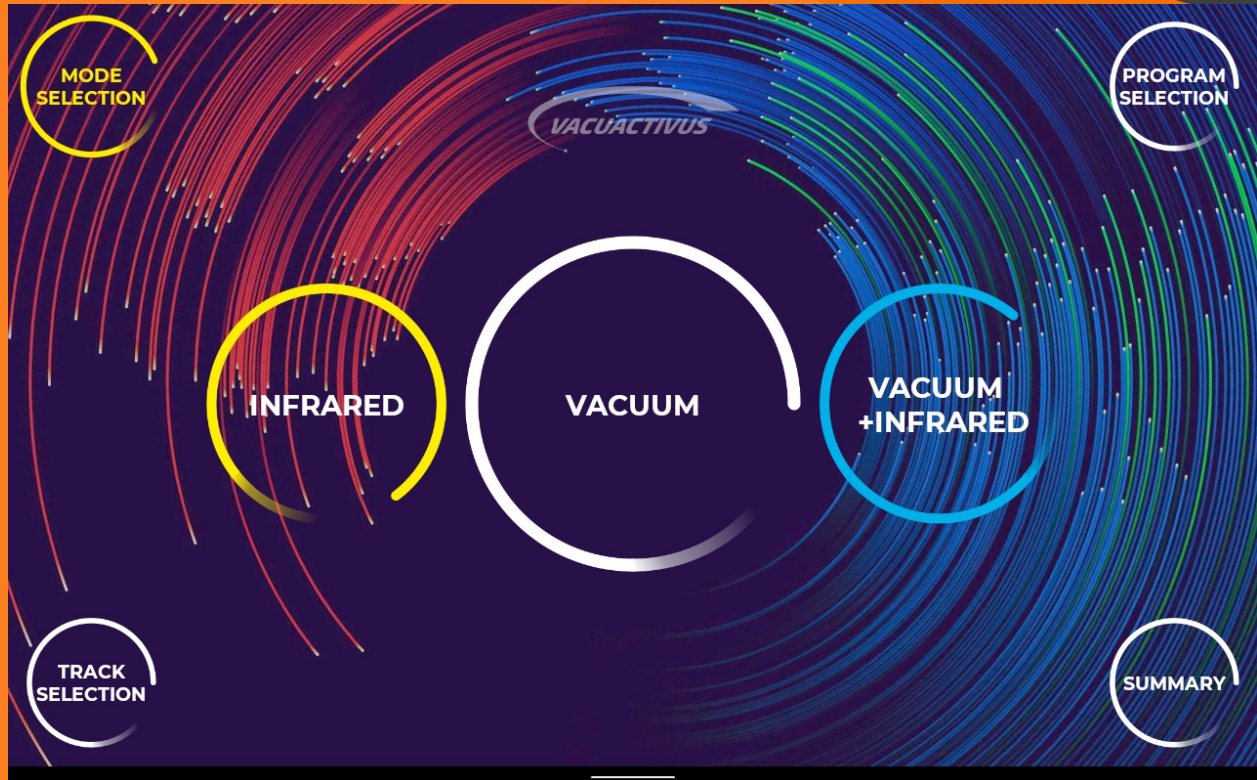 MODE
SELECTION
PROGRAM
SELECTION
VACUACTIVUS
INFRARED
VACUUM
VACUUM
+INFRARED
TRACK
SELECTION
SUMMARY